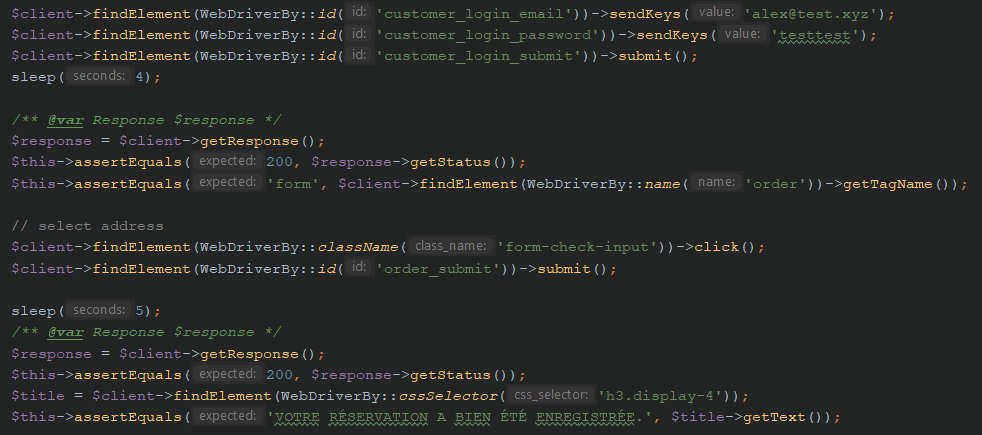 $client->findElement(WebDriverBy::id( id: 'customer_login_email'))->sendKeys( value: 'alex@test.xyz');
$client->findElement(WebDriverBy::id( id: 'customer_login_password'))->sendKeys( value: 'testtest');
$client->findElement(WebDriverBy::id( id: 'customer_login_submit'))->submit();
sleep( seconds: 4);
/** @var Response $response */
$response = $client->getResponse();
$this->assertEquals( expected: 200, $response->getStatus());
$this->assertEquals( expected: 'form', $client->findElement(WebDriverBy::name( name: 'order'))->getTagName());
// select address
$client->findElement(WebDriverBy::className( class_name: 'form-check-input'))->click();
$client->findElement(WebDriverBy::id( id: 'order_submit'))->submit();
sleep( seconds: 5);
/** @var Response $response */
$response = $client->getResponse();
$this->assertEquals( expected: 200, $response->getStatus());
$title = $client->findElement(WebDriverBy::cssSelector( css_selector: 'h3.display-4'));
$this->assertEquals( expected: 'VOTRE RÉSERVATION A BIEN ÉTÉ ENREGISTRÉE.', $title->getText());